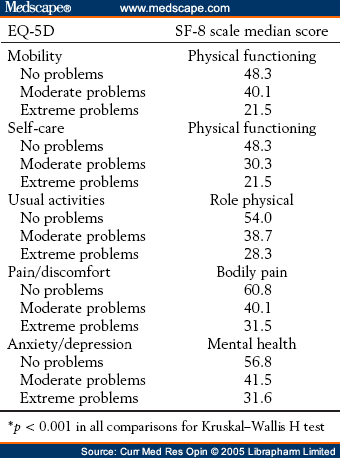 Medscape® www.medscape.com
EQ-5D SF-8 scale median score
Mobility Physical functioning
No problems 48.3
Moderate problems 40.1
Extreme problems 21.5
Self-care Physical functioning
No problems 48.3
Moderate problems 30.3
Extreme problems 21.5
Usual activities Role physical
No problems 54.0
Moderate problems 38.7
Extreme problems 28.3
Pain/discomfort Bodily pain
No problems 60.8
Moderate problems 40.1
Extreme problems 31.5
Anxiety/depression Mental health
No problems 56.8
Moderate problems 41.5
Extreme problems 31.6
*p < 0.001 in all comparisons for Kruskal–Wallis H test
Source: Curr Med Res Opin © 2005 Librapharm Limited